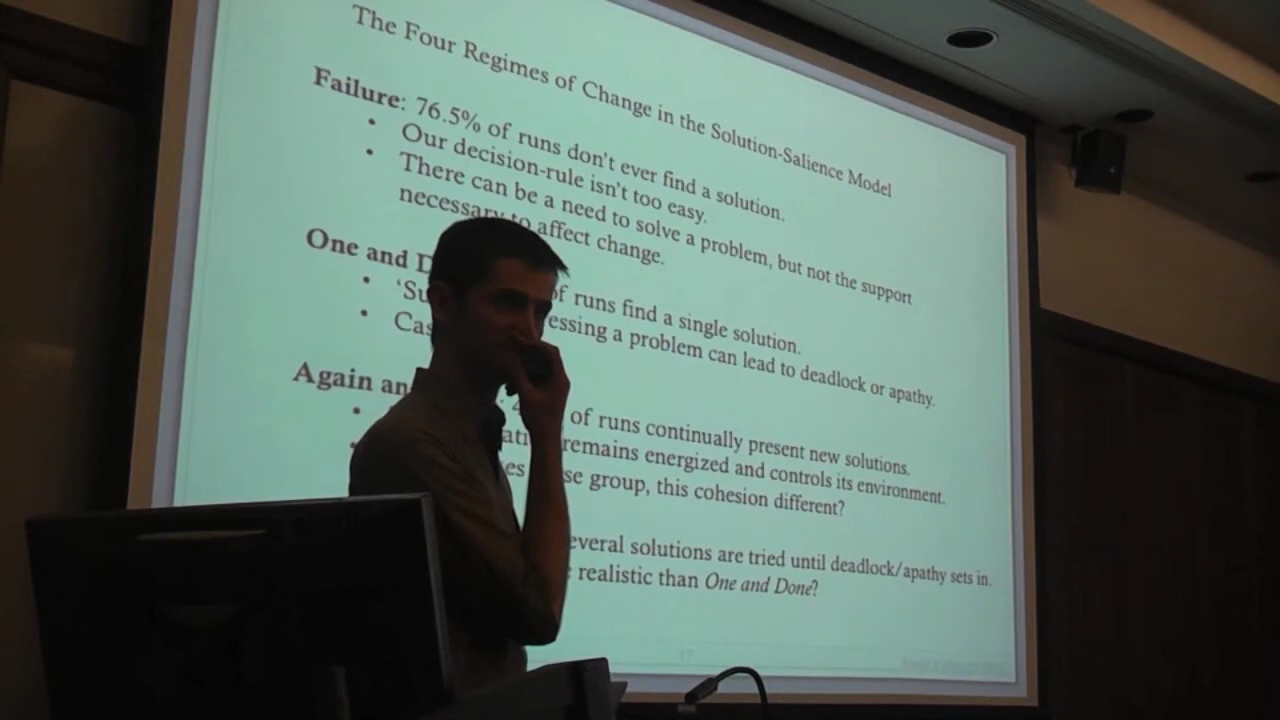 The Four Regimes of Change in the Solution-Salience Model
Failure: 76.5% of runs don't ever find a solution.
• Our decision-rule isn't too easy.
• There can be a need to solve a problem, but not the support
necessary to affect change.
One and D
• 'Su of runs find a single solution.
• Cas essing a problem can lead to deadlock or apathy.
Again an : 4 of runs continually present new solutions.
• ati remains energized and controls its environment.
• es se group, this cohesion different?
everal solutions are tried until deadlock/apathy sets in.
realistic than One and Done?
17